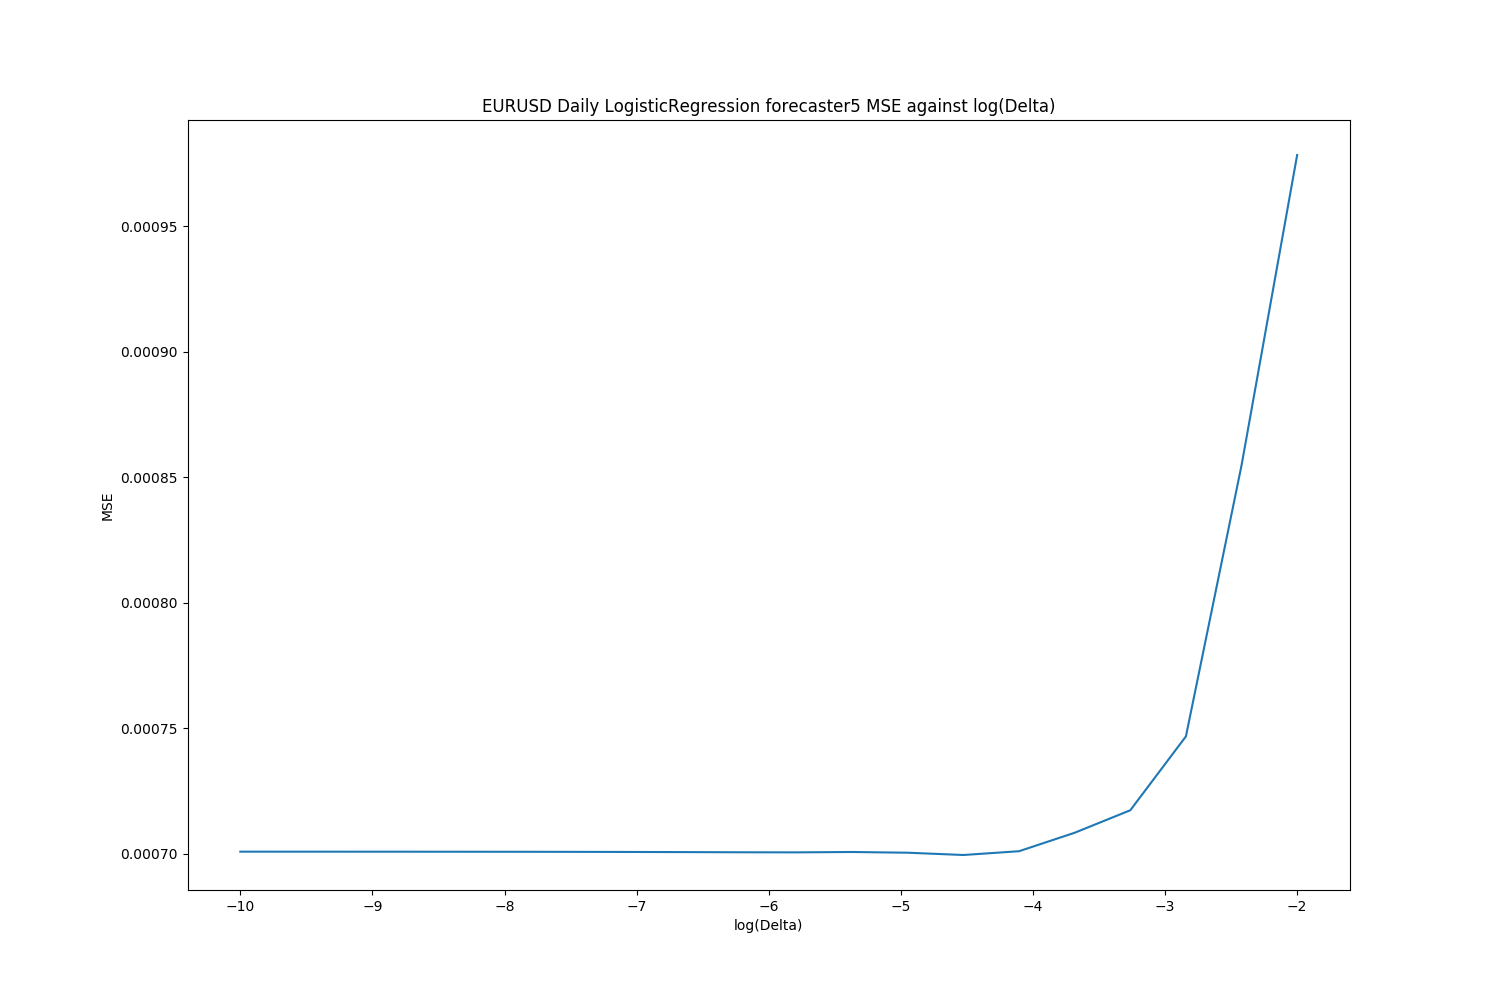 EURUSD Daily LogisticRegression forecaster5 MSE against log(Delta)
0.00095
0.00090
0.00085
MSE
0.00080
0.00075
0.00070
−10 −9 −8 −7 −6 −5 −4 −3 −2
log(Delta)